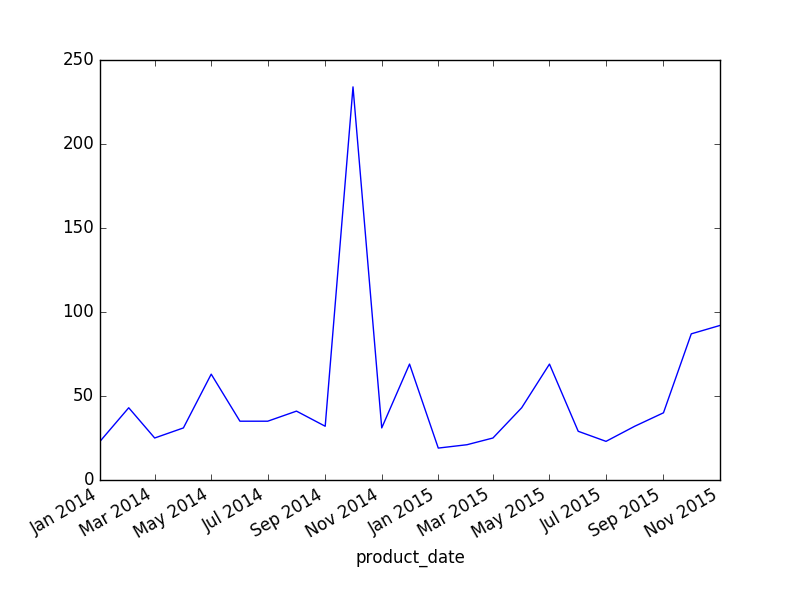 250
200
150
100
50
0
Jan 2014
Mar 2014
May 2014
Jul 2014
Sep 2014
Nov 2014
Jan 2015
Mar 2015
May 2015
Jul 2015
Sep 2015
Nov 2015
product_date